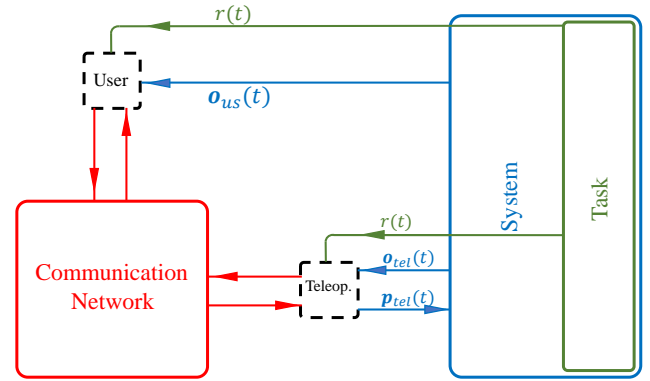 r(t)
User
o_us(t)
System
Task
r(t)
Communication
Network
o_tel(t)
Teleop.
p_tel(t)